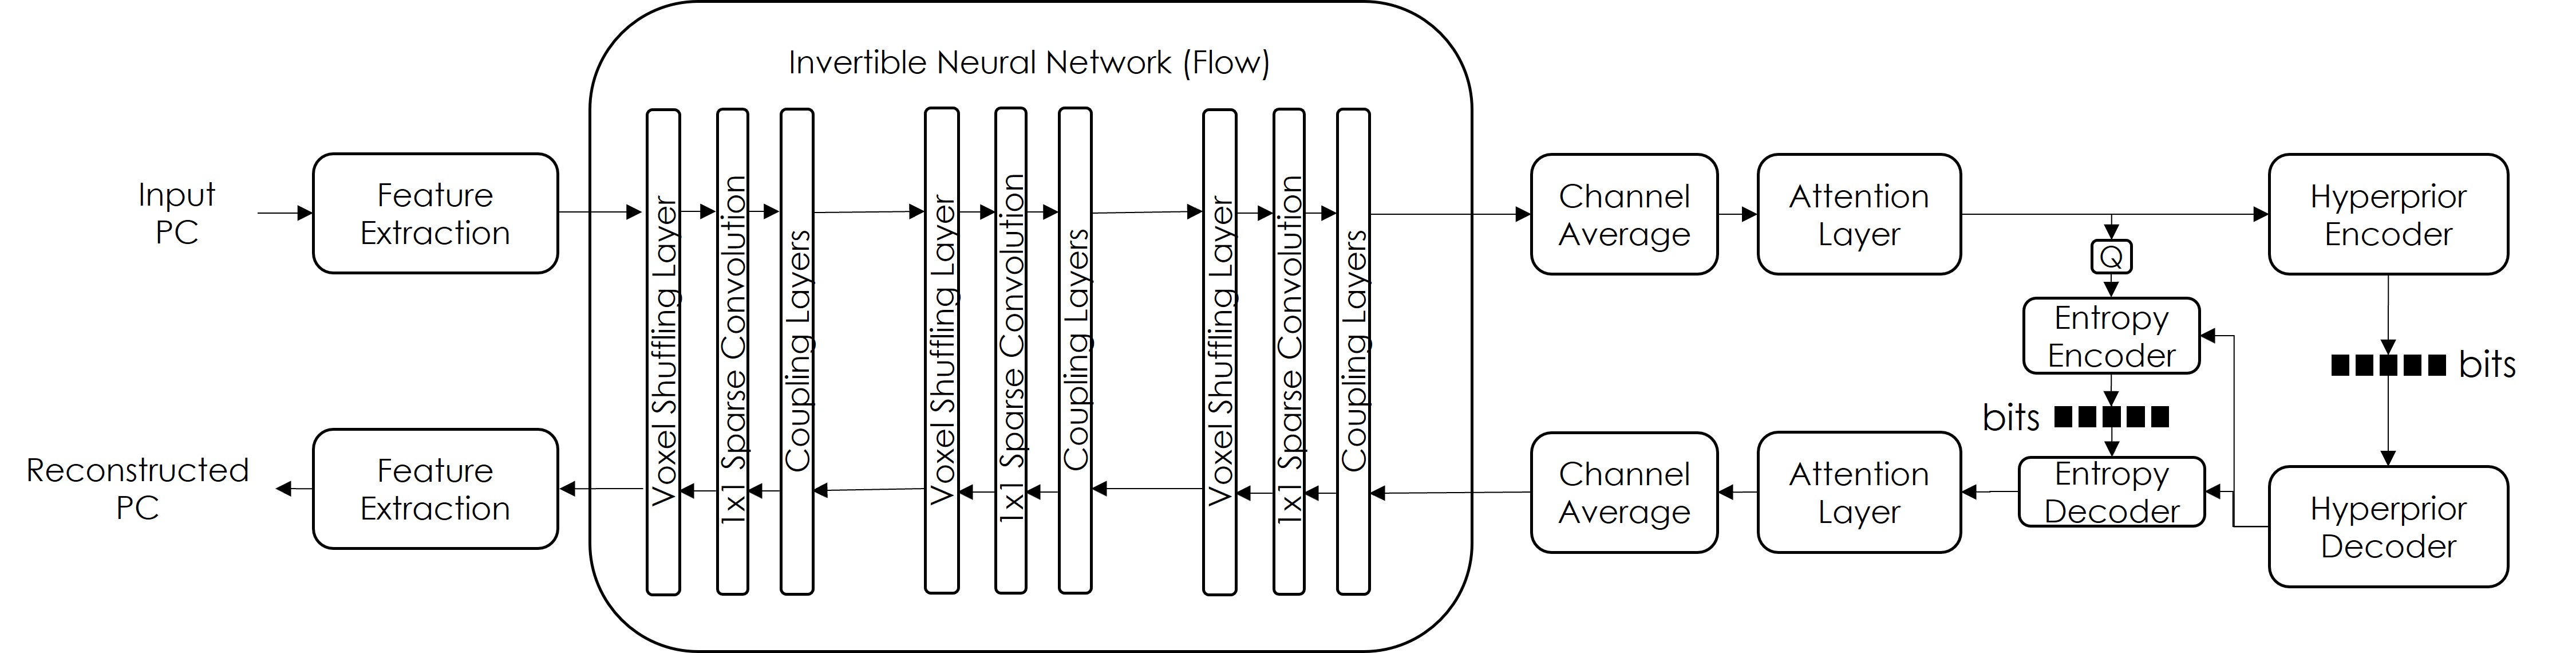 Invertible Neural Network (Flow)
Input
PC
Feature
Extraction
Voxel Shuffling Layer
1x1 Sparse Convolution
Coupling Layers
Voxel Shuffling Layer
1x1 Sparse Convolution
Coupling Layers
Voxel Shuffling Layer
1x1 Sparse Convolution
Coupling Layers
Channel
Average
Attention
Layer
Q
Entropy
Encoder
bits
Hyperprior
Encoder
bits
Reconstructed
PC
Feature
Extraction
Channel
Average
Attention
Layer
Entropy
Decoder
Hyperprior
Decoder